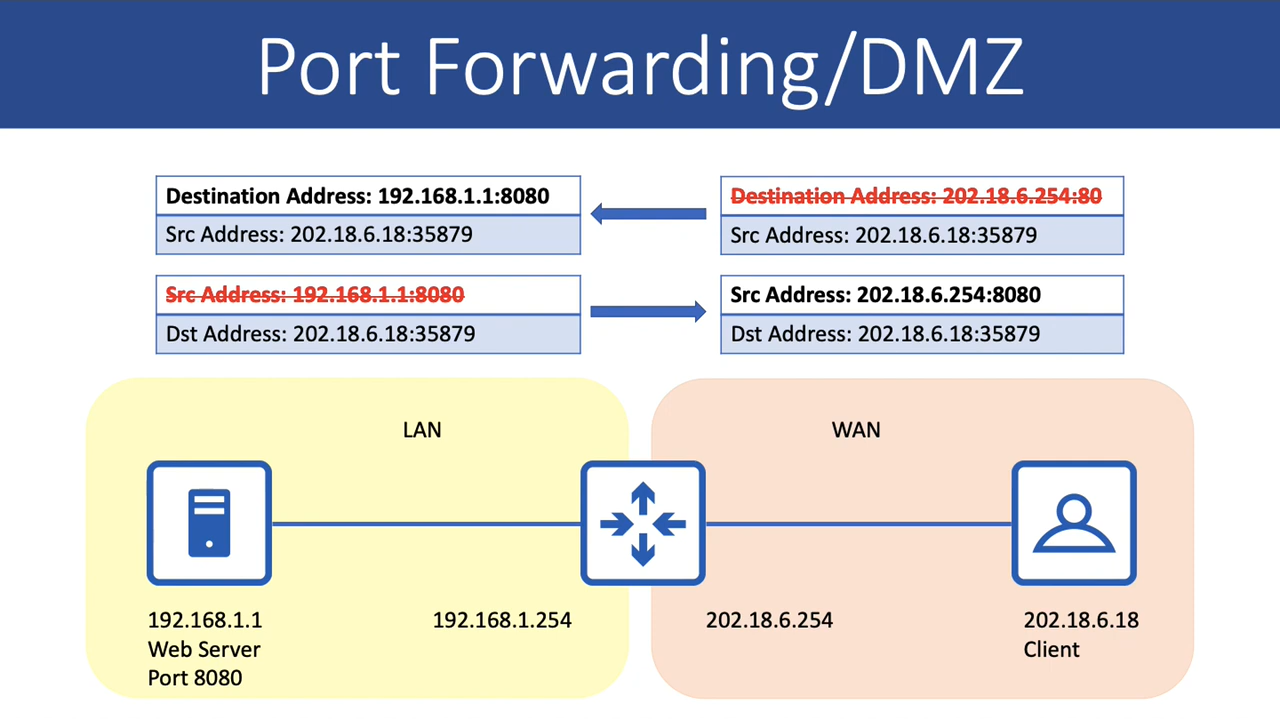 Port Forwarding/DMZ
Destination Address: 192.168.1.1:8080
Src Address: 202.18.6.18:35879
Destination Address: 202.18.6.254:80
Src Address: 202.18.6.18:35879
Src Address: 192.168.1.1:8080
Dst Address: 202.18.6.18:35879
Src Address: 202.18.6.254:8080
Dst Address: 202.18.6.18:35879
LAN
WAN
192.168.1.1
Web Server
Port 8080
192.168.1.254
202.18.6.254
202.18.6.18
Client